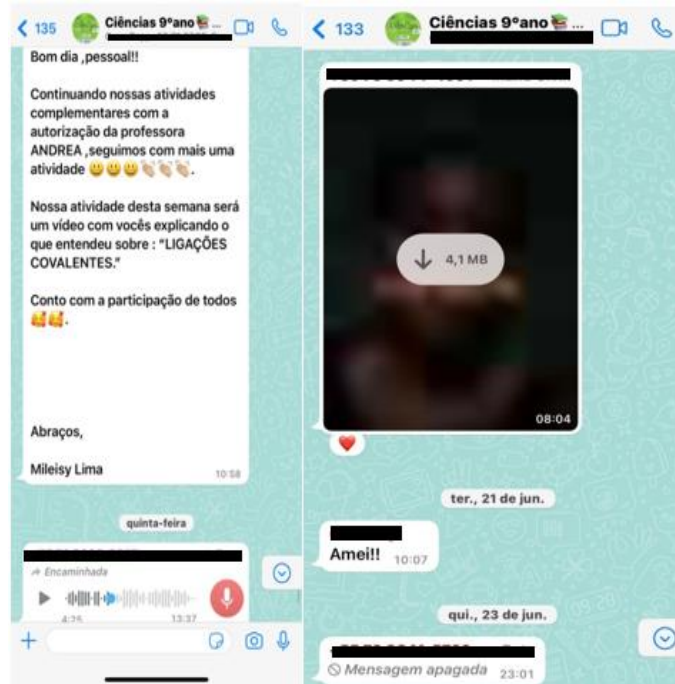 135
Ciências 9ºano
...
Bom dia ,pessoal!!
Continuando nossas atividades
complementares com a
autorização da professora
ANDREA ,seguimos com mais uma
atividade 😃😃😃👏🏼👏🏼👏🏼.
Nossa atividade desta semana será
um vídeo com vocês explicando o
que entendeu sobre : “LIGAÇÕES
COVALENTES.”
Conto com a participação de todos
🥰🥰.
Abraços,
Mileisy Lima
10:58
quinta-feira
Encaminhada
4:25
13:37
133
Ciências 9ºano
...
4,1 MB
08:04
ter., 21 de jun.
Amei!!
10:07
qui., 23 de jun.
Mensagem apagada
23:01